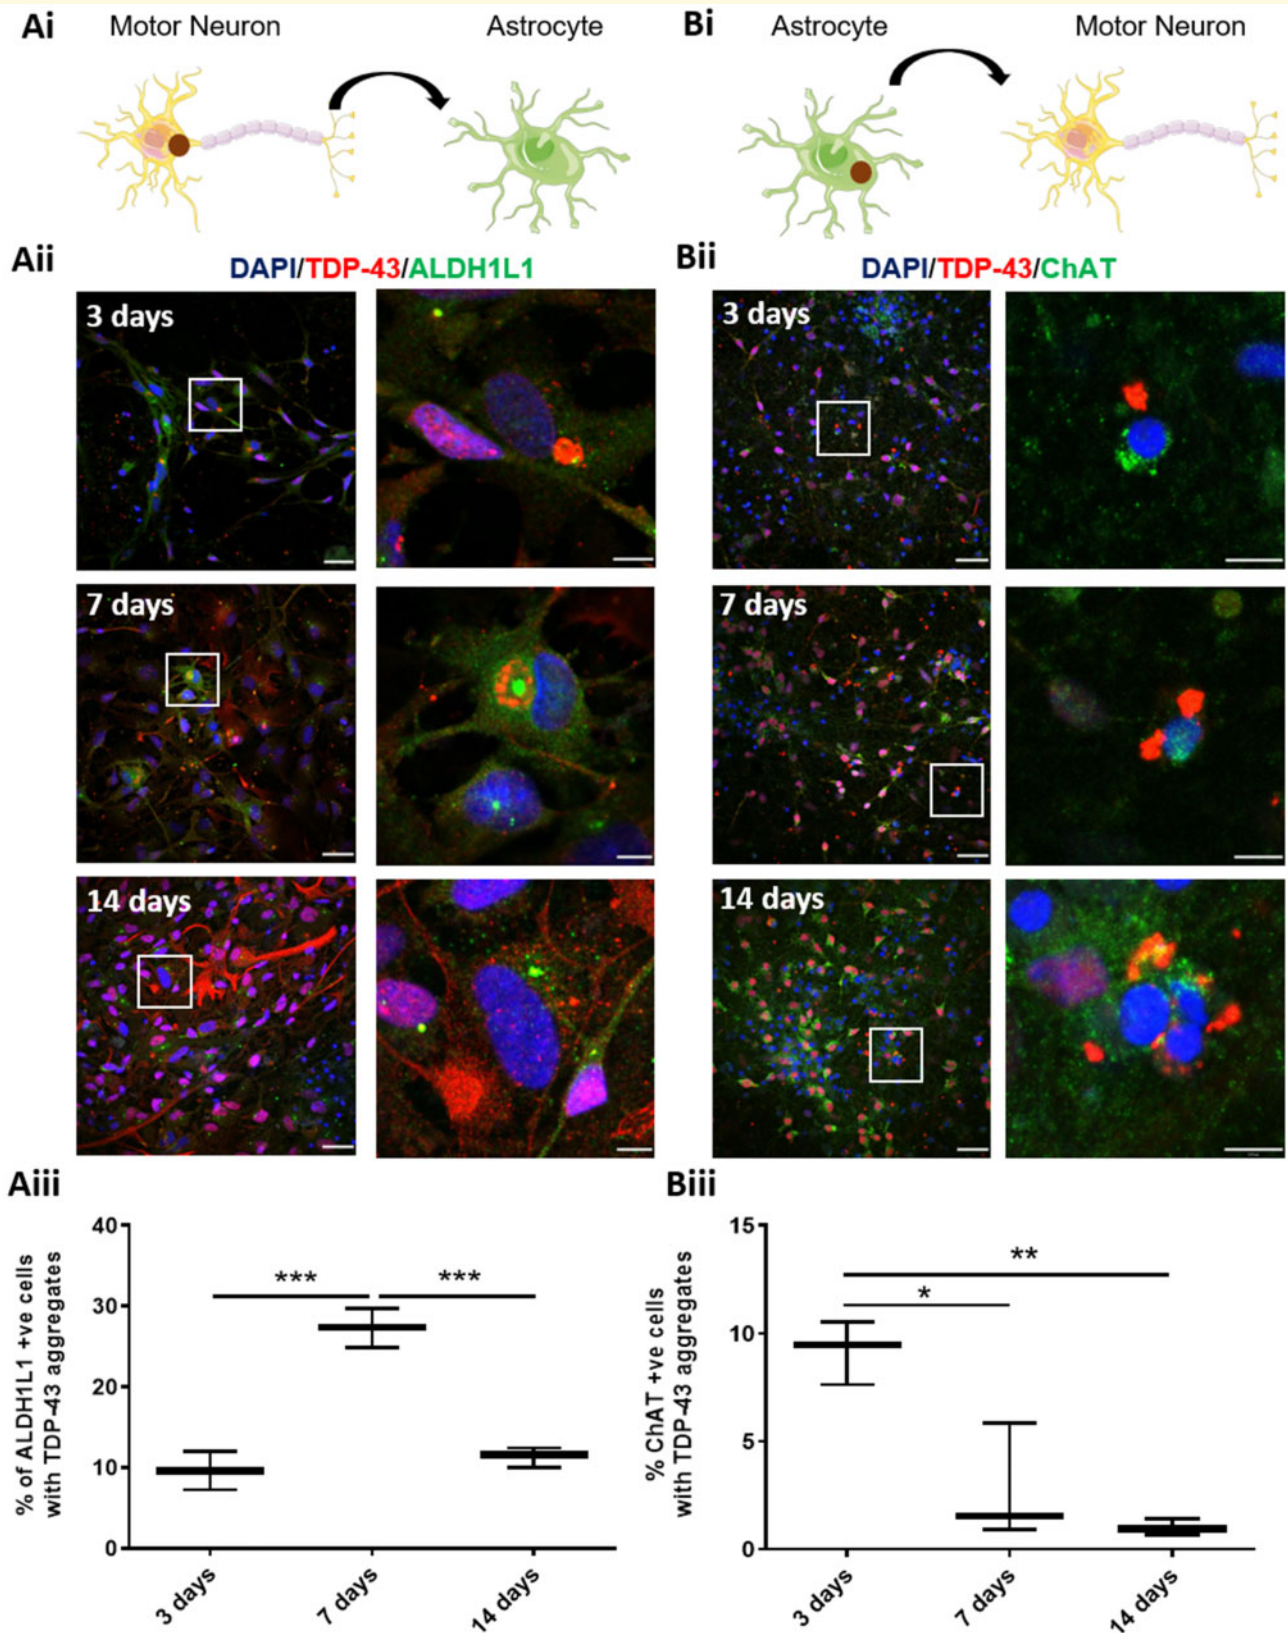 Ai
Motor Neuron
Astrocyte
Bi
Astrocyte
Motor Neuron
Aii
DAPI/TDP-43/ALDH1L1
3 days
7 days
14 days
Bii
DAPI/TDP-43/ChAT
3 days
7 days
14 days
Aiii
% of ALDH1L1 +ve cells
with TDP-43 aggregates
40
30
20
10
0
***
***
3 days
7 days
14 days
Biii
% ChAT +ve cells
with TDP-43 aggregates
15
10
5
0
**
*
3 days
7 days
14 days